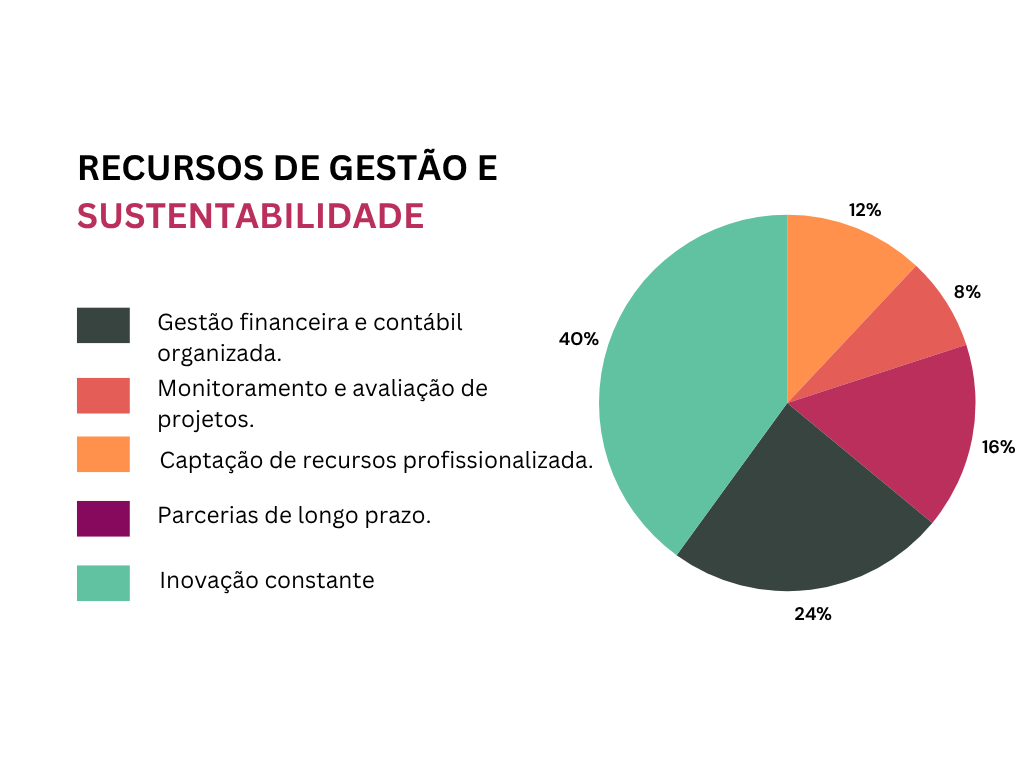 RECURSOS DE GESTÃO E
SUSTENTABILIDADE
Gestão financeira e contábil
organizada.
Monitoramento e avaliação de
projetos.
Captação de recursos profissionalizada.
Parcerias de longo prazo.
Inovação constante
12%
8%
40%
16%
24%